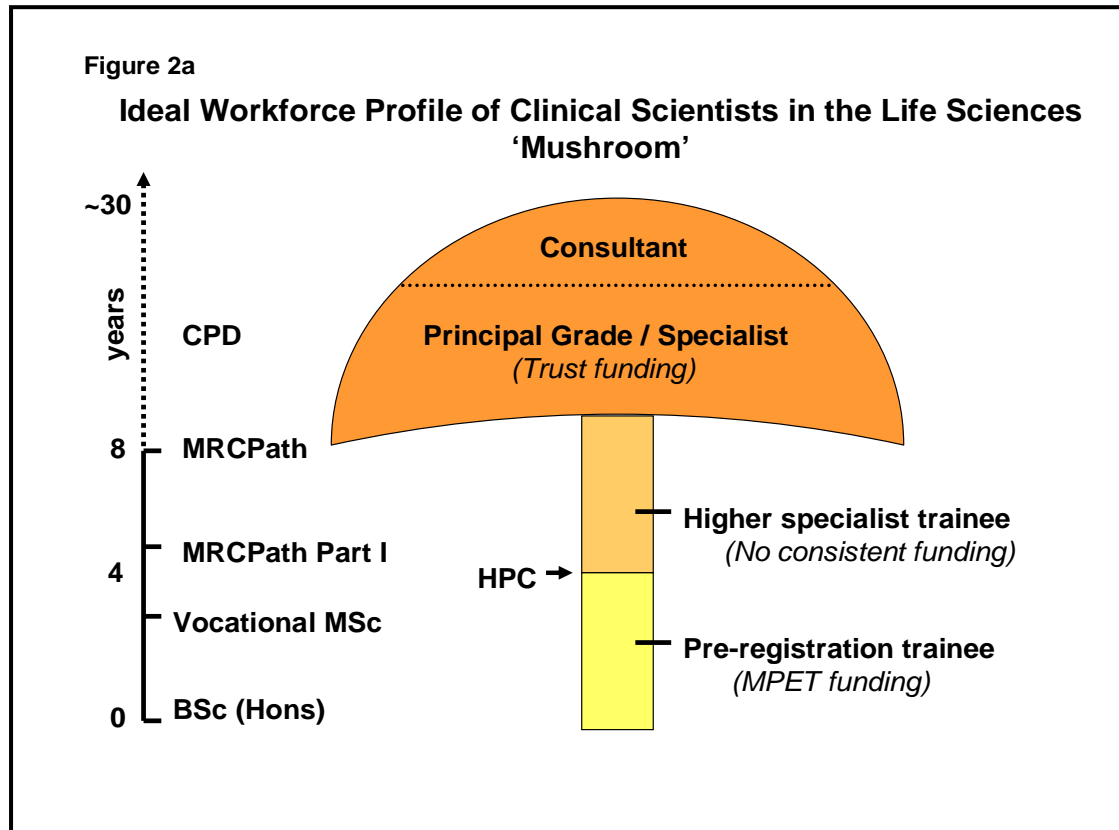 Figure 2a
Ideal Workforce Profile of Clinical Scientists in the Life Sciences
‘Mushroom’
~30
years
8
4
0
CPD
MRCPath
MRCPath Part I
Vocational MSc
BSc (Hons)
Consultant
Principal Grade / Specialist
(Trust funding)
HPC
Higher specialist trainee
(No consistent funding)
Pre-registration trainee
(MPET funding)